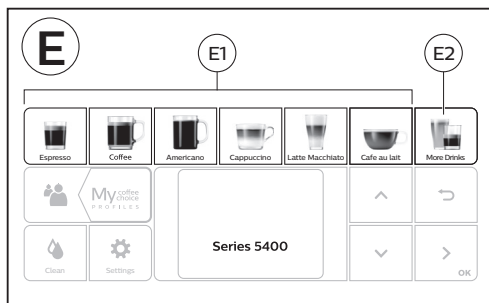 E
E1
E2
Espresso
Coffee
Americano
Cappuccino
Latte Macchiato
Cafe au lait
More Drinks
My coffee choice
PROFILES
Series 5400
Clean
Settings
OK